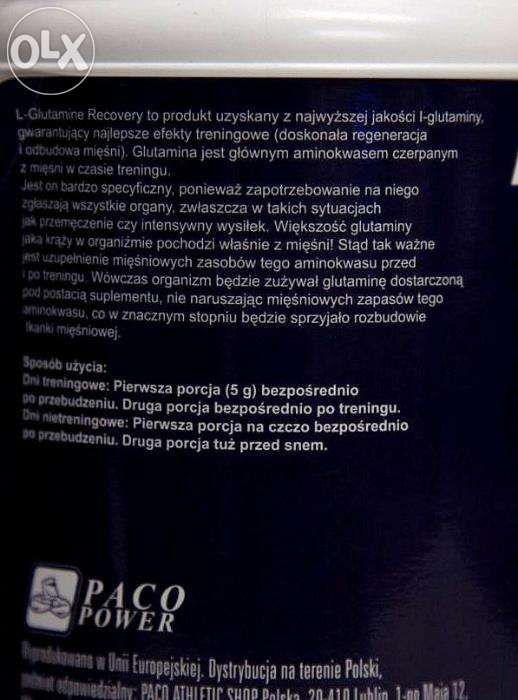 OLX
L-Glutamine Recovery to produkt uzyskany z najwyższej jakości l-glutaminy,
gwarantujący najlepsze efekty treningowe (doskonała regeneracja
i odbudowa mięśni). Glutamina jest głównym aminokwasem czerpanym
z mięśni w czasie treningu.
Jest on bardzo specyficzny, ponieważ zapotrzebowanie na niego
zgłaszają wszystkie organy, zwłaszcza w takich sytuacjach
jak przemęczenie czy intensywny wysiłek. Większość glutaminy
jaka krąży w organiźmie pochodzi właśnie z mięśni! Stąd tak ważne
jest uzupełnienie mięśniowych zasobów tego aminokwasu przed
i po treningu. Wówczas organizm będzie zużywał glutaminę dostarczoną
pod postacią suplementu, nie naruszając mięśniowych zapasów tego
aminokwasu, co w znacznym stopniu będzie sprzyjało rozbudowie
tkanki mięśniowej.
Sposób użycia:
Dni treningowe: Pierwsza porcja (5 g) bezpośrednio
po przebudzeniu. Druga porcja bezpośrednio po treningu.
Dni nietreningowe: Pierwsza porcja na czczo bezpośrednio
po przebudzeniu. Druga porcja tuż przed snem.
PACO
POWER
Wyprodukowano w Unii Europejskiej. Dystrybucja na terenie Polski,
podmiot odpowiedzialny: PACO ATHLETIC SHOP Polska, 20-411 Lublin, 1-go Maja 12